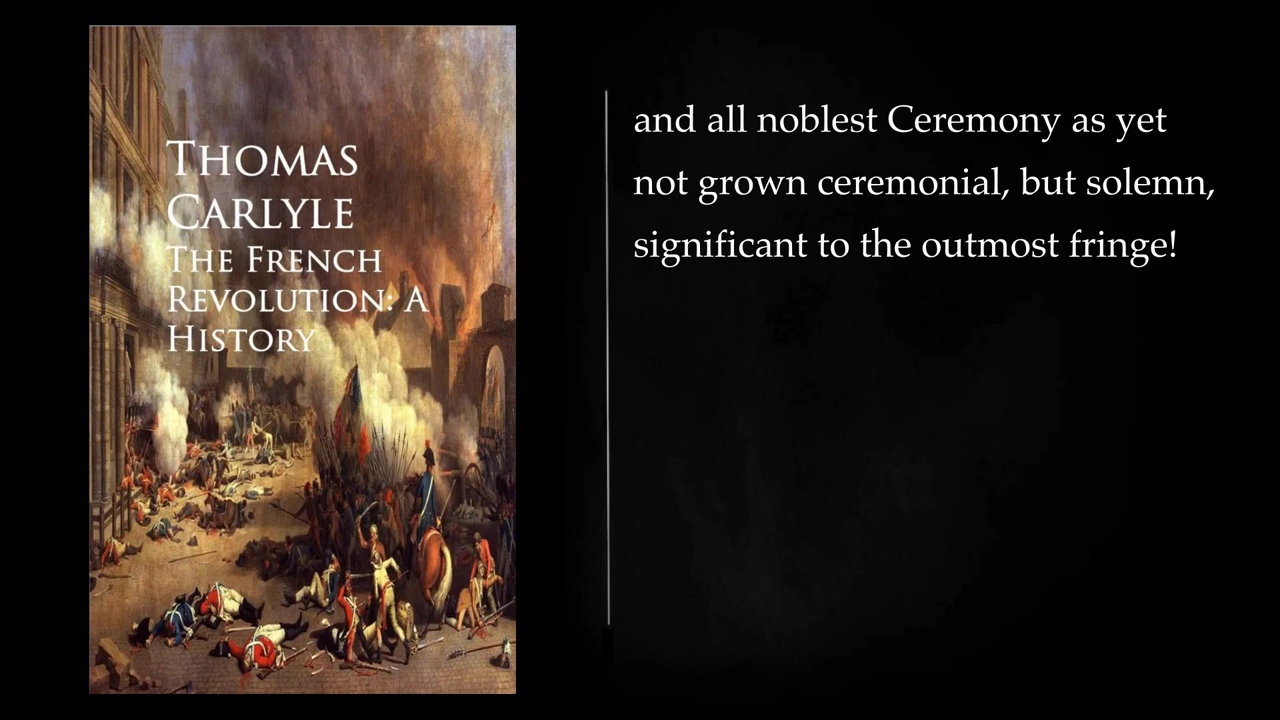 THOMAS
CARLYLE
THE FRENCH
REVOLUTION: A
HISTORY
and all noblest Ceremony as yet
not grown ceremonial, but solemn,
significant to the outmost fringe!